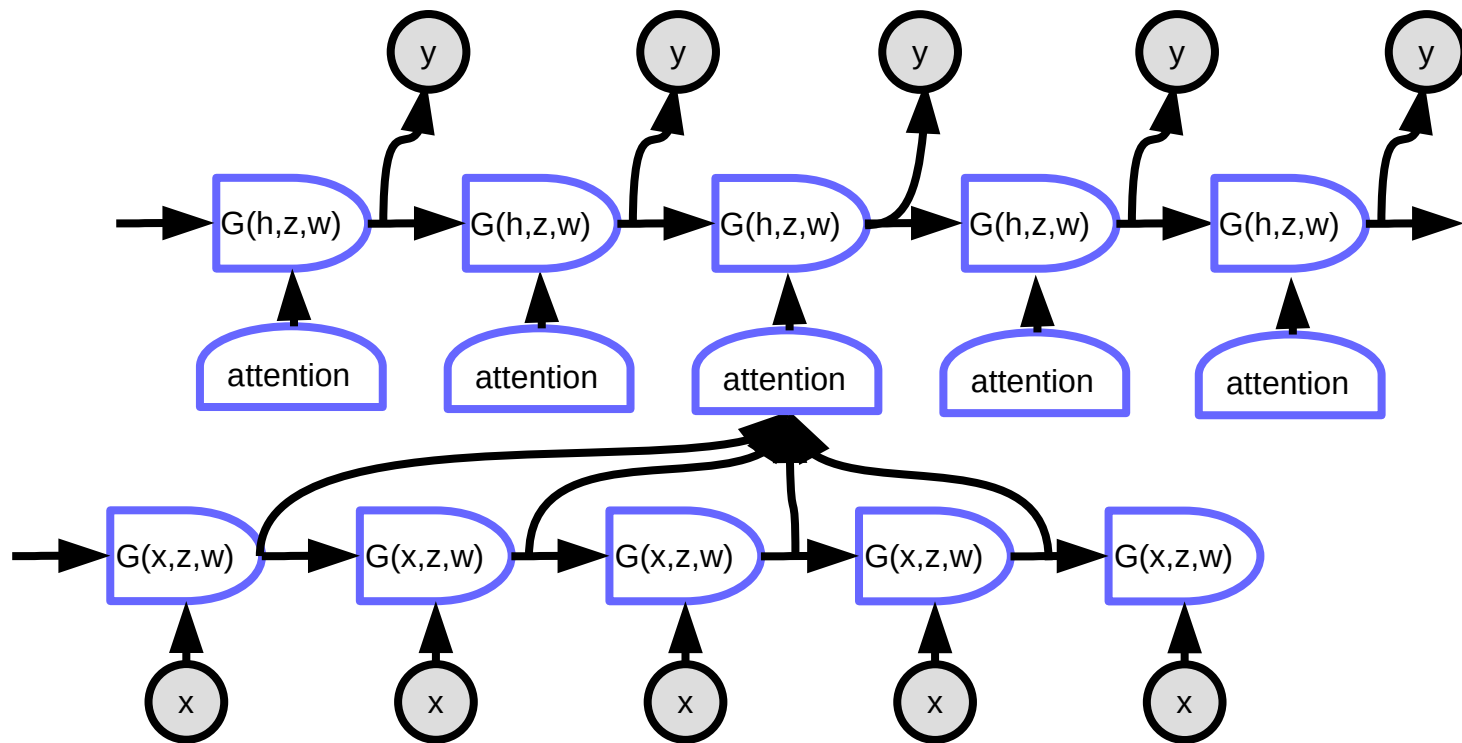 y y y y y
G(h,z,w) G(h,z,w) G(h,z,w) G(h,z,w) G(h,z,w)
attention attention attention attention attention
G(x,z,w) G(x,z,w) G(x,z,w) G(x,z,w) G(x,z,w)
x x x x x